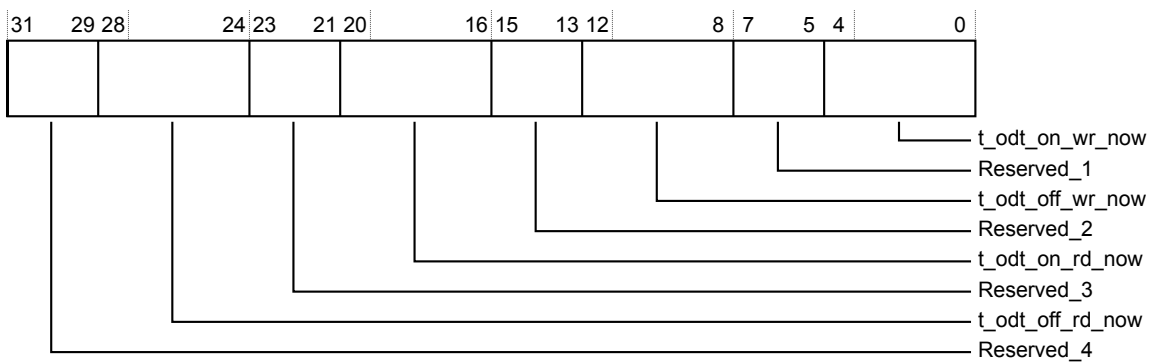 31 29 28 24 23 21 20 16 15 13 12 8 7 5 4 0
t_odt_on_wr_now
Reserved_1
t_odt_off_wr_now
Reserved_2
t_odt_on_rd_now
Reserved_3
t_odt_off_rd_now
Reserved_4